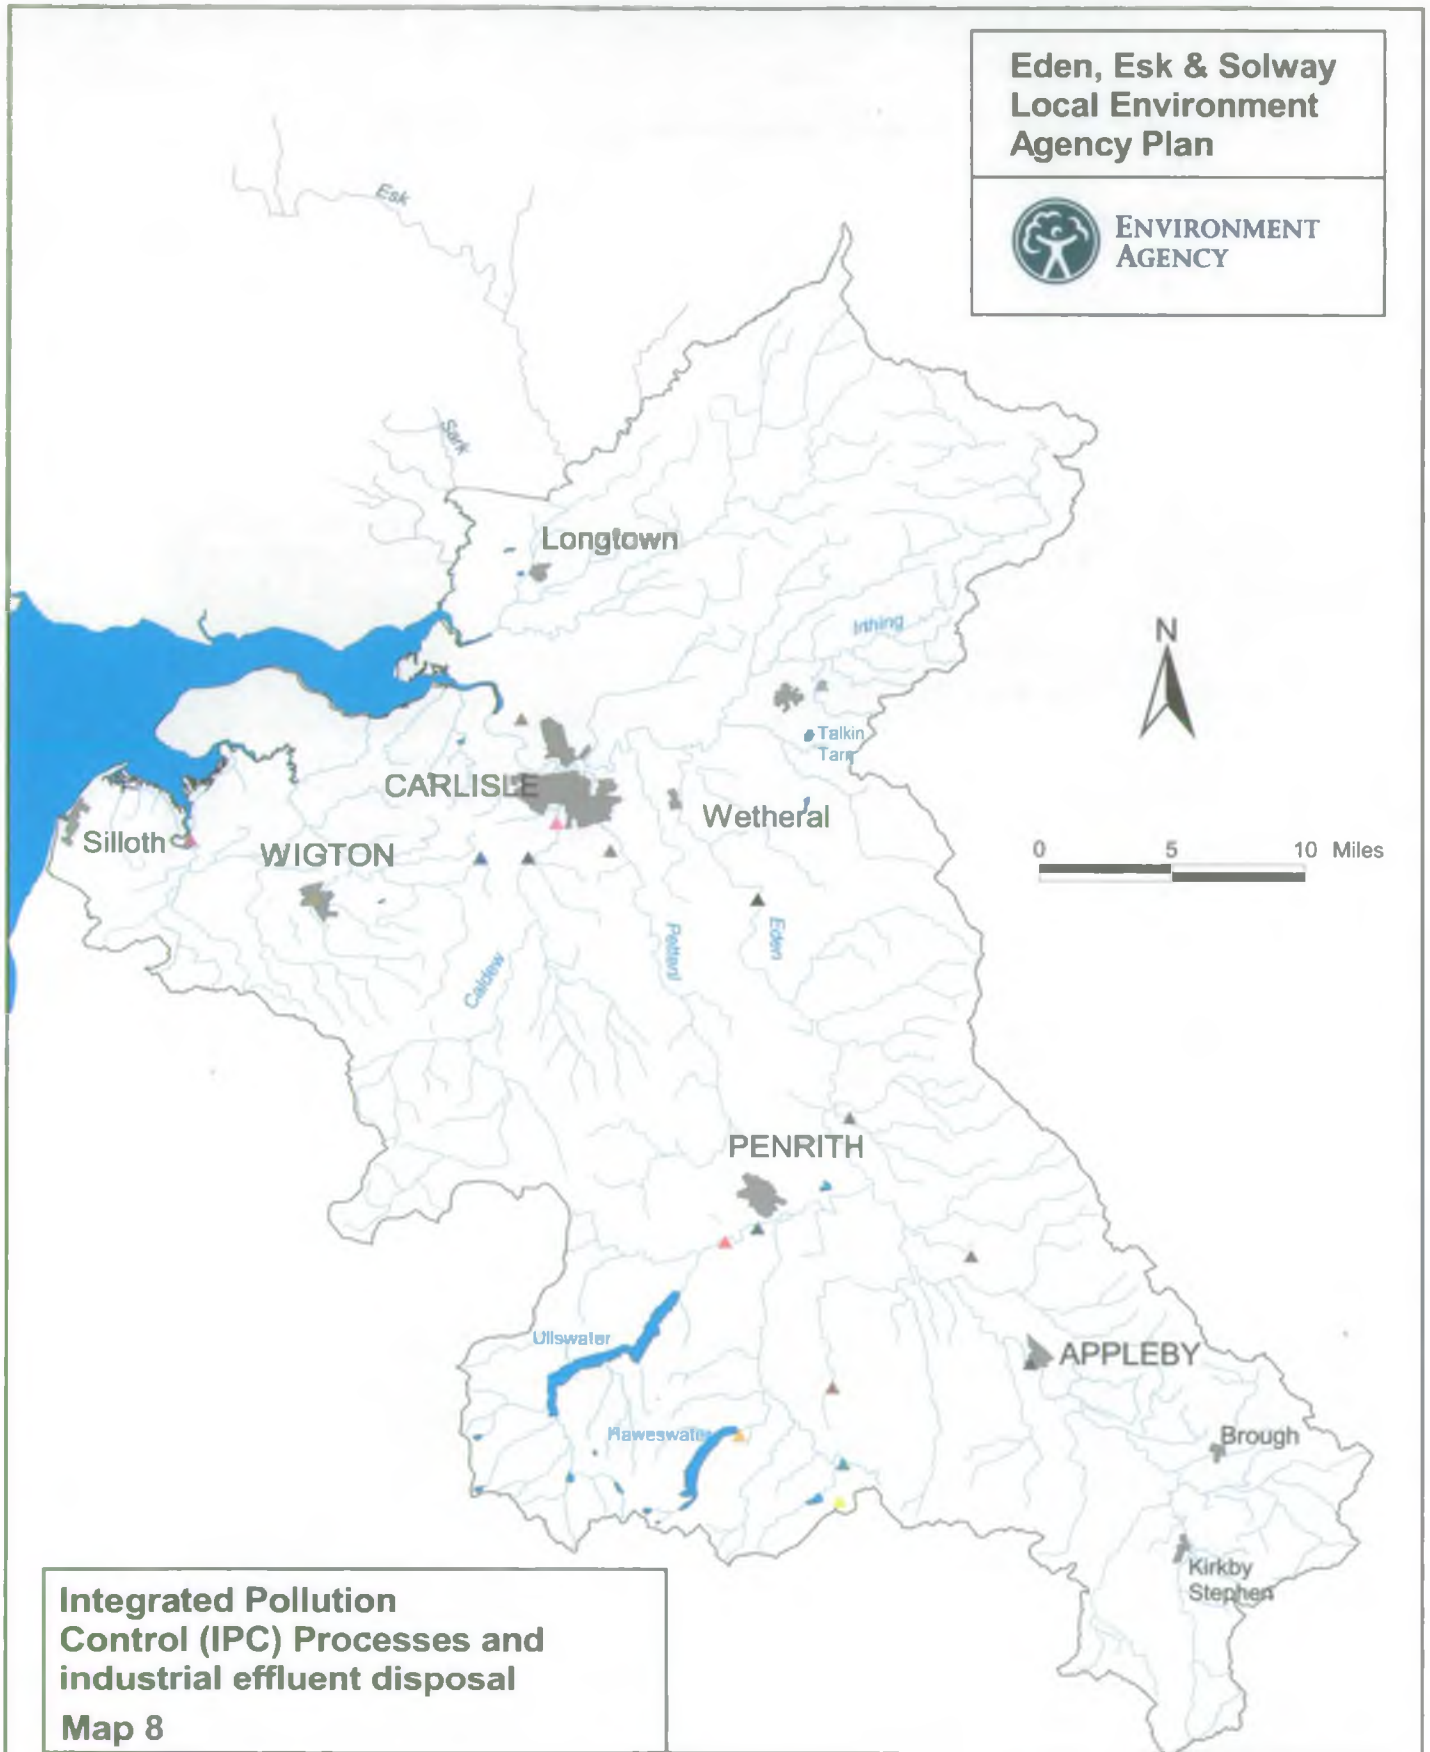 Eden, Esk & Solway
Local Environment
Agency Plan
ENVIRONMENT
AGENCY
Esk
Sark
Longtown
Irthing
N
Talkin
Tarn
CARLISLE
Wetheral
Silloth
WIGTON
0 5 10 Miles
Eden
Petteril
Caldew
PENRITH
Ullswater
APPLEBY
Haweswater
Brough
Kirkby
Stephen
Integrated Pollution
Control (IPC) Processes and
industrial effluent disposal
Map 8